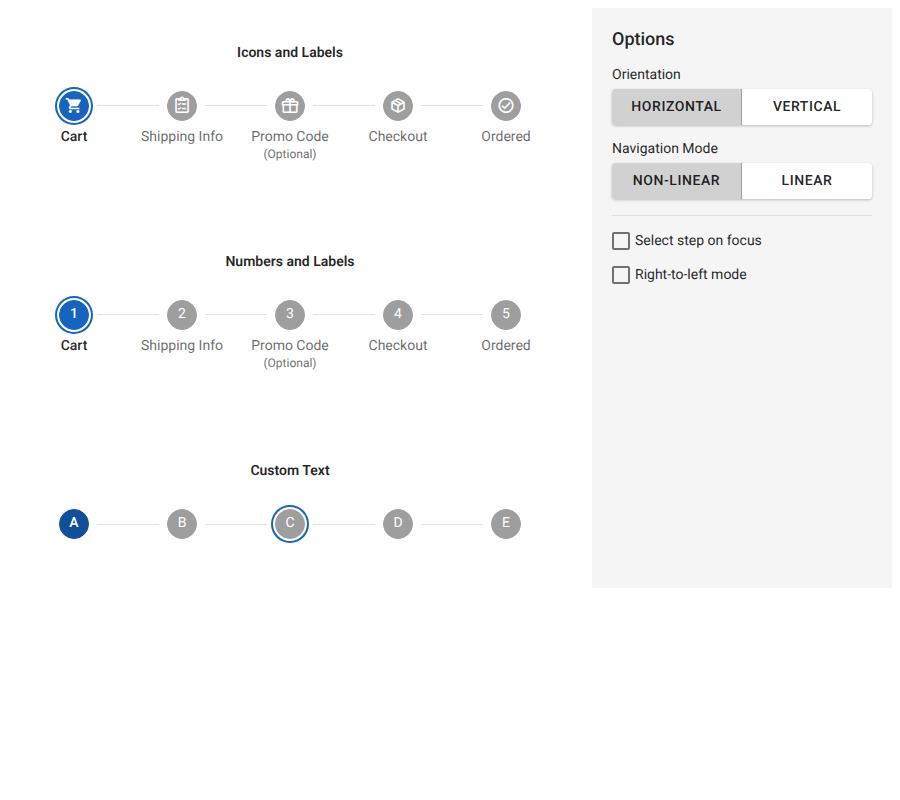 Icons and Labels
Cart
Shipping Info
Promo Code
(Optional)
Checkout
Ordered
Numbers and Labels
1
2
3
4
5
Cart
Shipping Info
Promo Code
(Optional)
Checkout
Ordered
Custom Text
A
B
C
D
E
Options
Orientation
HORIZONTAL
VERTICAL
Navigation Mode
NON-LINEAR
LINEAR
Select step on focus
Right-to-left mode